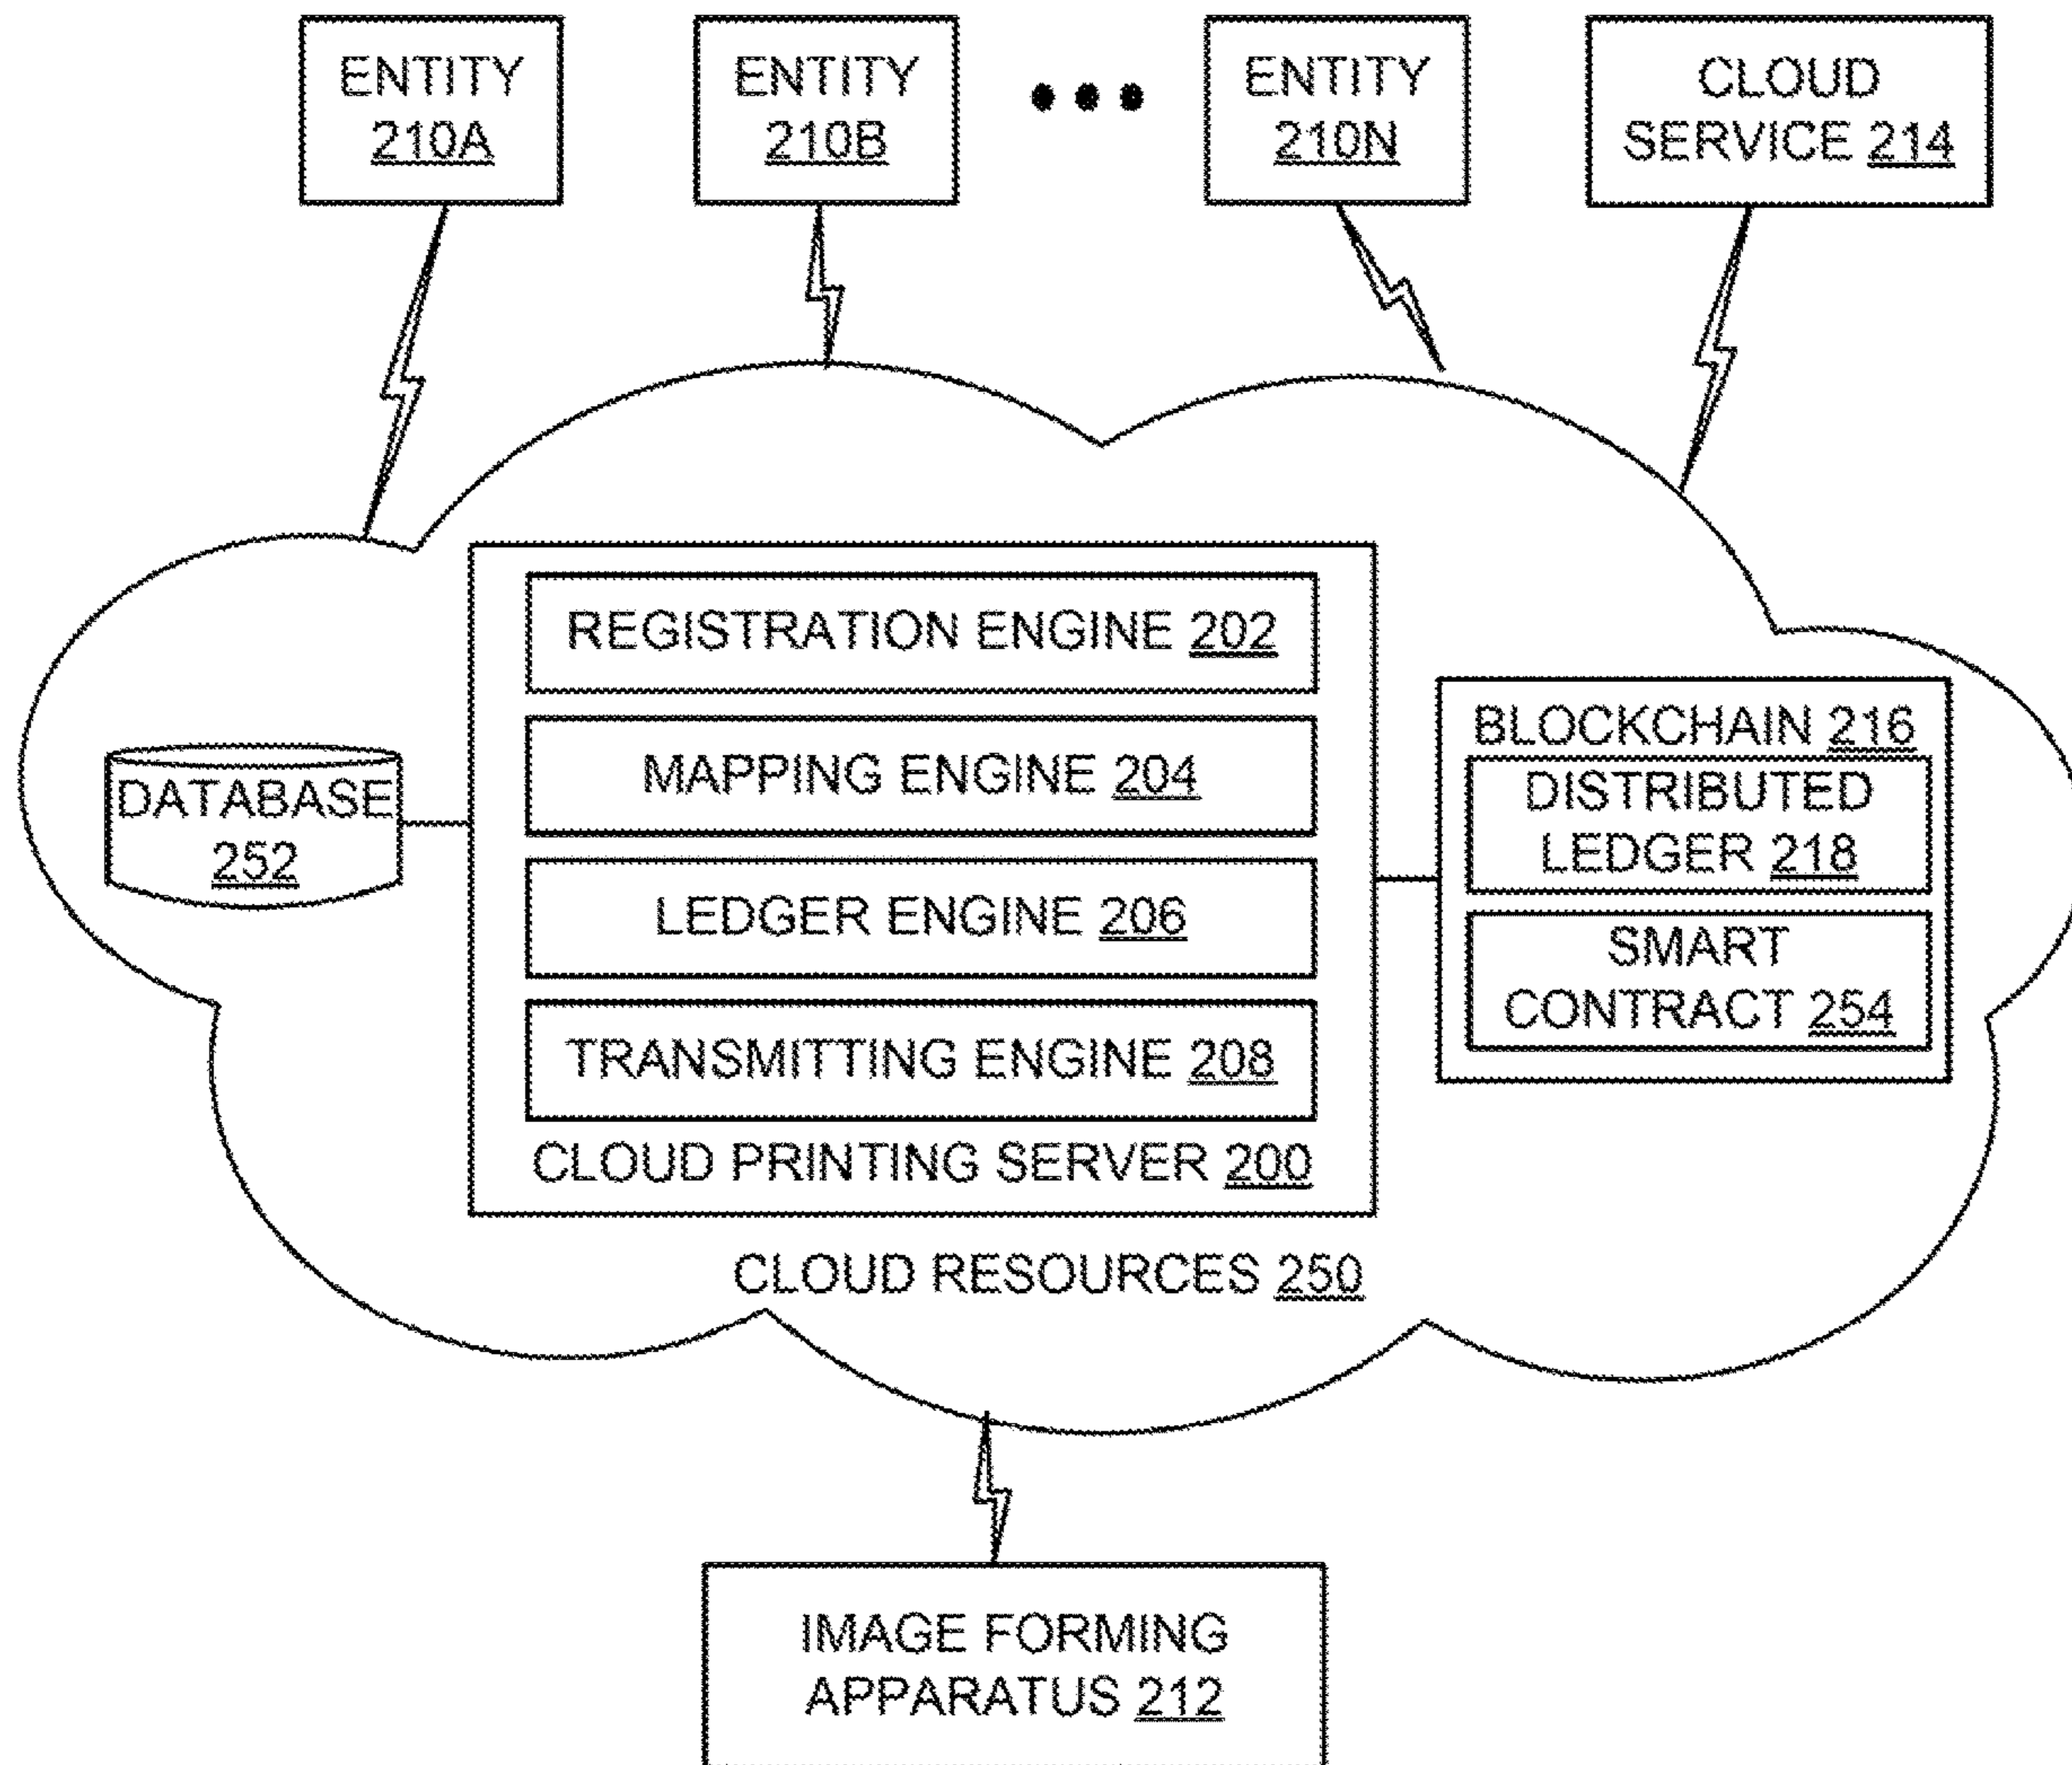 ENTITY
210A
ENTITY
210B
ENTITY
210N
CLOUD
SERVICE 214
REGISTRATION ENGINE 202
MAPPING ENGINE 204
LEDGER ENGINE 206
TRANSMITTING ENGINE 208
CLOUD PRINTING SERVER 200
DATABASE
252
BLOCKCHAIN 216
DISTRIBUTED
LEDGER 218
SMART
CONTRACT 254
CLOUD RESOURCES 250
IMAGE FORMING
APPARATUS 212